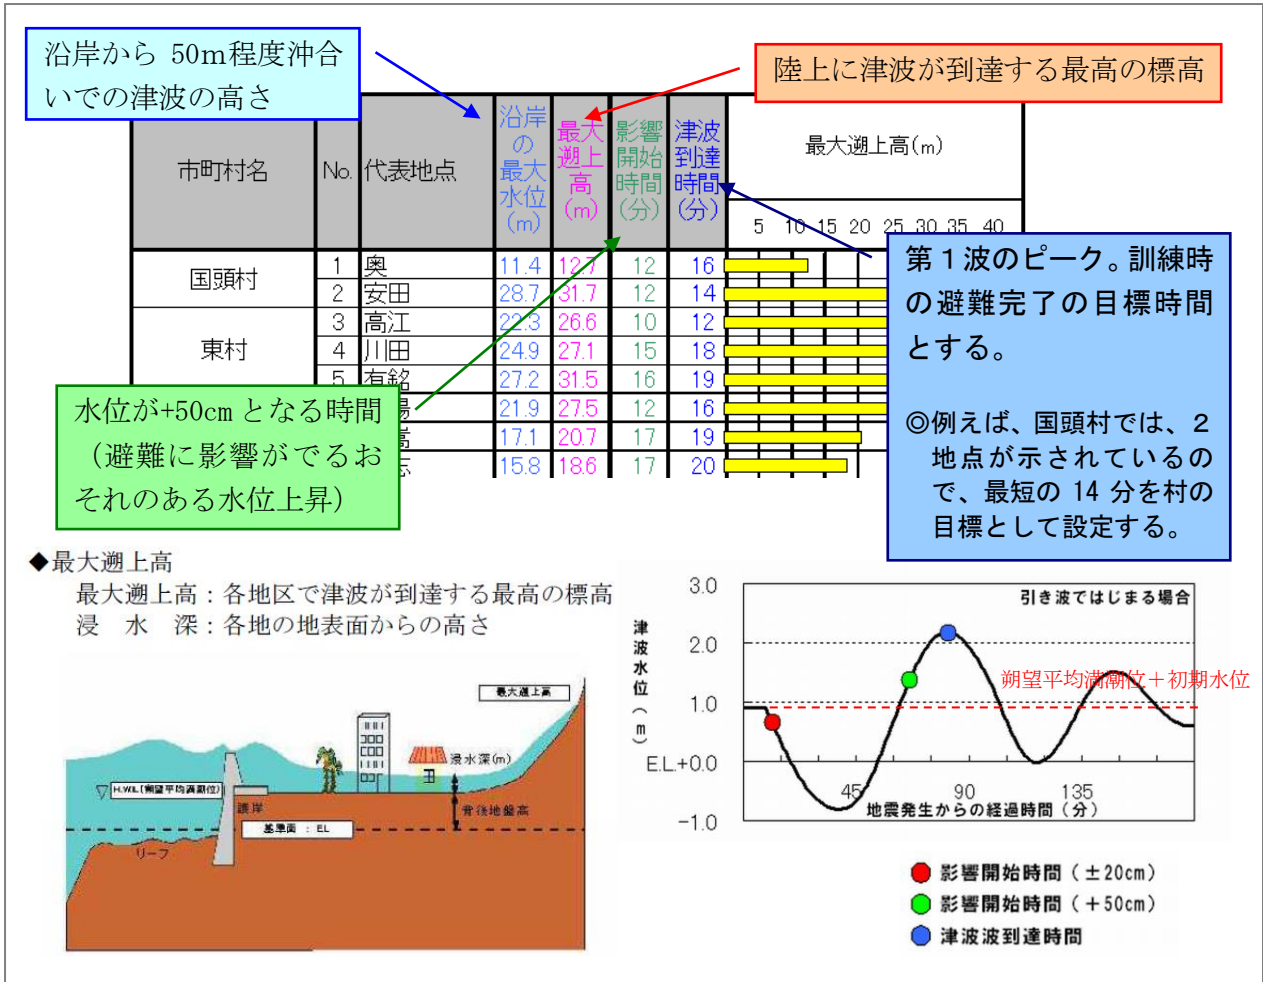 沿岸から 50m程度沖合
いでの津波の高さ
陸上に津波が到達する最高の標高
市町村名
No.
代表地点
沿岸
の
最大
水位
(m)
最大
遡上
高
(m)
影響
開始
時間
(分)
津波
到達
時間
(分)
最大遡上高(m)
5 10 15 20 25 30 35 40
国頭村
1 奥 11.4 12.7 12 16
2 安田 28.7 31.7 12 14
東村
3 高江 22.3 26.6 10 12
4 川田 24.9 27.1 15 18
5 有銘 27.2 31.5 16 19
21.9 27.5 12 16
17.1 20.7 17 19
15.8 18.6 17 20
第１波のピーク。訓練時
の避難完了の目標時間
とする。
◎例えば、国頭村では、２
地点が示されているの
で、最短の 14 分を村の
目標として設定する。
水位が+50cm となる時間
（避難に影響がでるお
それのある水位上昇）
◆最大遡上高
最大遡上高：各地区で津波が到達する最高の標高
浸　水　深：各地の地表面からの高さ
最大遡上高
浸水深(m)
H.W.L(朔望平均満潮位)
護岸
背後地盤高
基準面 : EL
リーフ
津波水位(m)
3.0
2.0
1.0
E.L.+0.0
-1.0
引き波ではじまる場合
朔望平均満潮位＋初期水位
45 90 135
地震発生からの経過時間（分）
影響開始時間（±20cm）
影響開始時間（＋50cm）
津波波到達時間